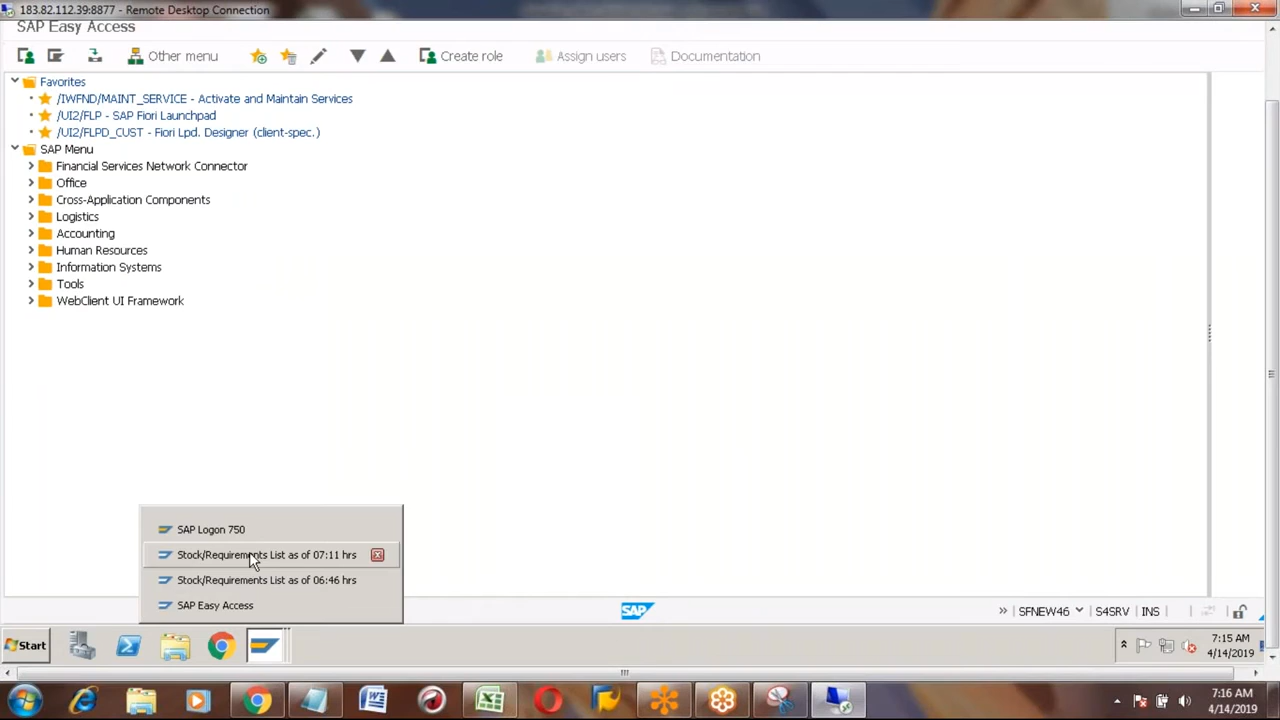 183.82.112.39:8877 - Remote Desktop Connection
SAP Easy Access
Other menu
Create role
Assign users
Documentation
Favorites
/IWFND/MAINT_SERVICE - Activate and Maintain Services
/UI2/FLP - SAP Fiori Launchpad
/UI2/FLPD_CUST - Fiori Lpd. Designer (client-spec.)
SAP Menu
Financial Services Network Connector
Office
Cross-Application Components
Logistics
Accounting
Human Resources
Information Systems
Tools
WebClient UI Framework
SAP Logon 750
Stock/Requirements List as of 07:11 hrs
Stock/Requirements List as of 06:46 hrs
SAP Easy Access
SAP
SFNEW46
S4SRV
INS
Start
7:15 AM
4/14/2019
7:16 AM
4/14/2019